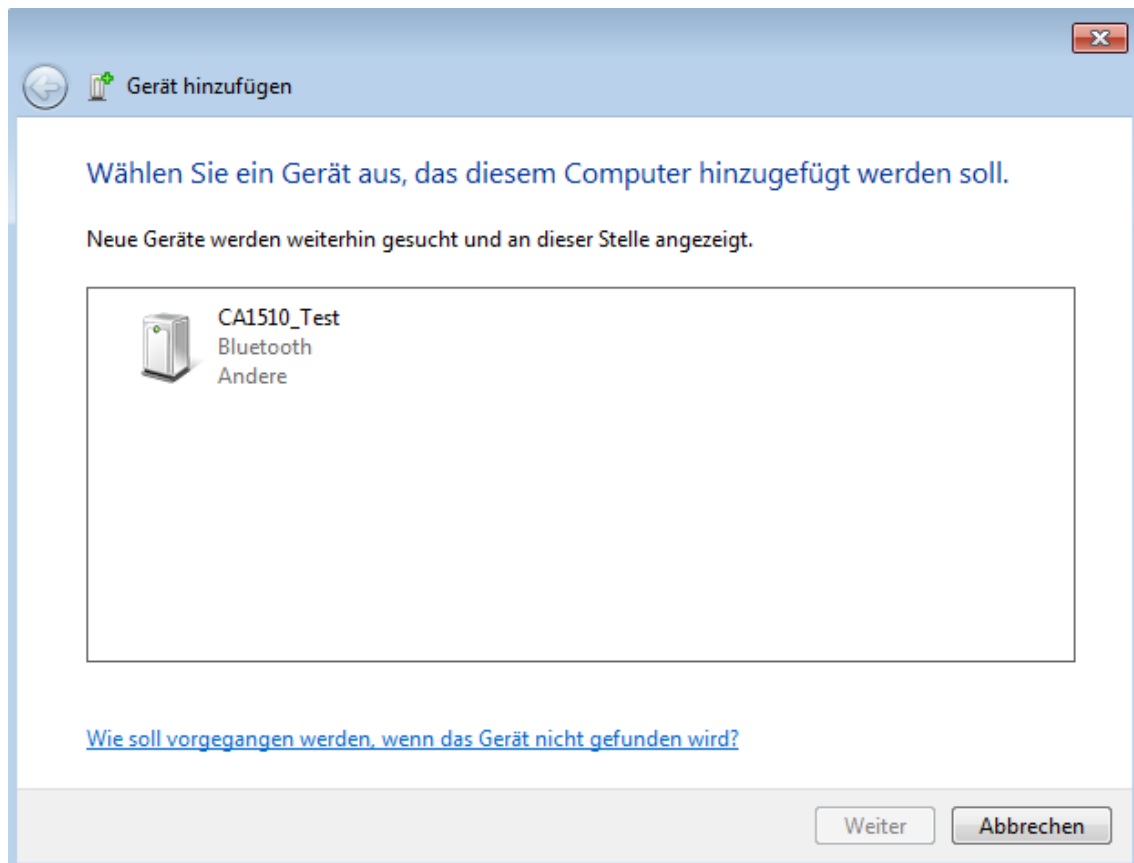 Gerät hinzufügen
Wählen Sie ein Gerät aus, das diesem Computer hinzugefügt werden soll.
Neue Geräte werden weiterhin gesucht und an dieser Stelle angezeigt.
CA1510_Test
Bluetooth
Andere
Wie soll vorgegangen werden, wenn das Gerät nicht gefunden wird?
Weiter Abbrechen